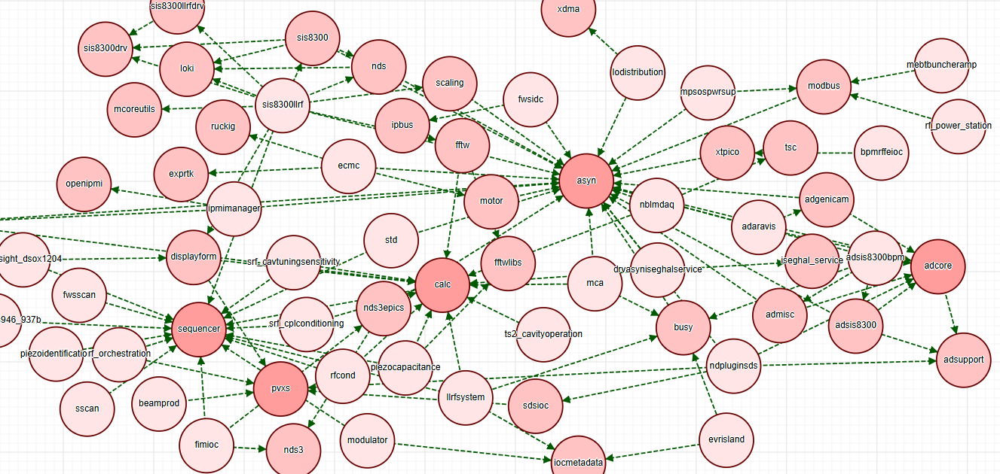 sis8300llrfdrv
xdma
sis8300
sis8300drv
nds
loki
lodistribution
mebtbuncheramp
scaling
modbus
mpsospwrsup
fwsidc
sis8300llrf
mcoreutils
ipbus
ruckig
rfi_power_station
fftw
tsc
xtpico
bpmrffeioc
ecmc
exprtk
asyn
openipmi
adgenicam
motor
nblmdaq
ipmimanager
adaravis
std
displayform
adsis8300bpm
sight_dsox1204
iseghal_service
srf_cavtuningsensitivity
fftwlibs
adcore
drvasyniseghalservice
mca
calc
fwsscan
nds3epics
admisc
946_937b
srf_cplconditioning
adsis8300
busy
sequencer
ts2_cavityoperation
piezoidentificatio
rf_orchestration
adsupport
ndpluginsds
piezocapacitance
rfcond
pvxs
llrfsystem
beamprod
sdsioc
sscan
evrisland
modulator
fimioc
nds3
iocmetadata